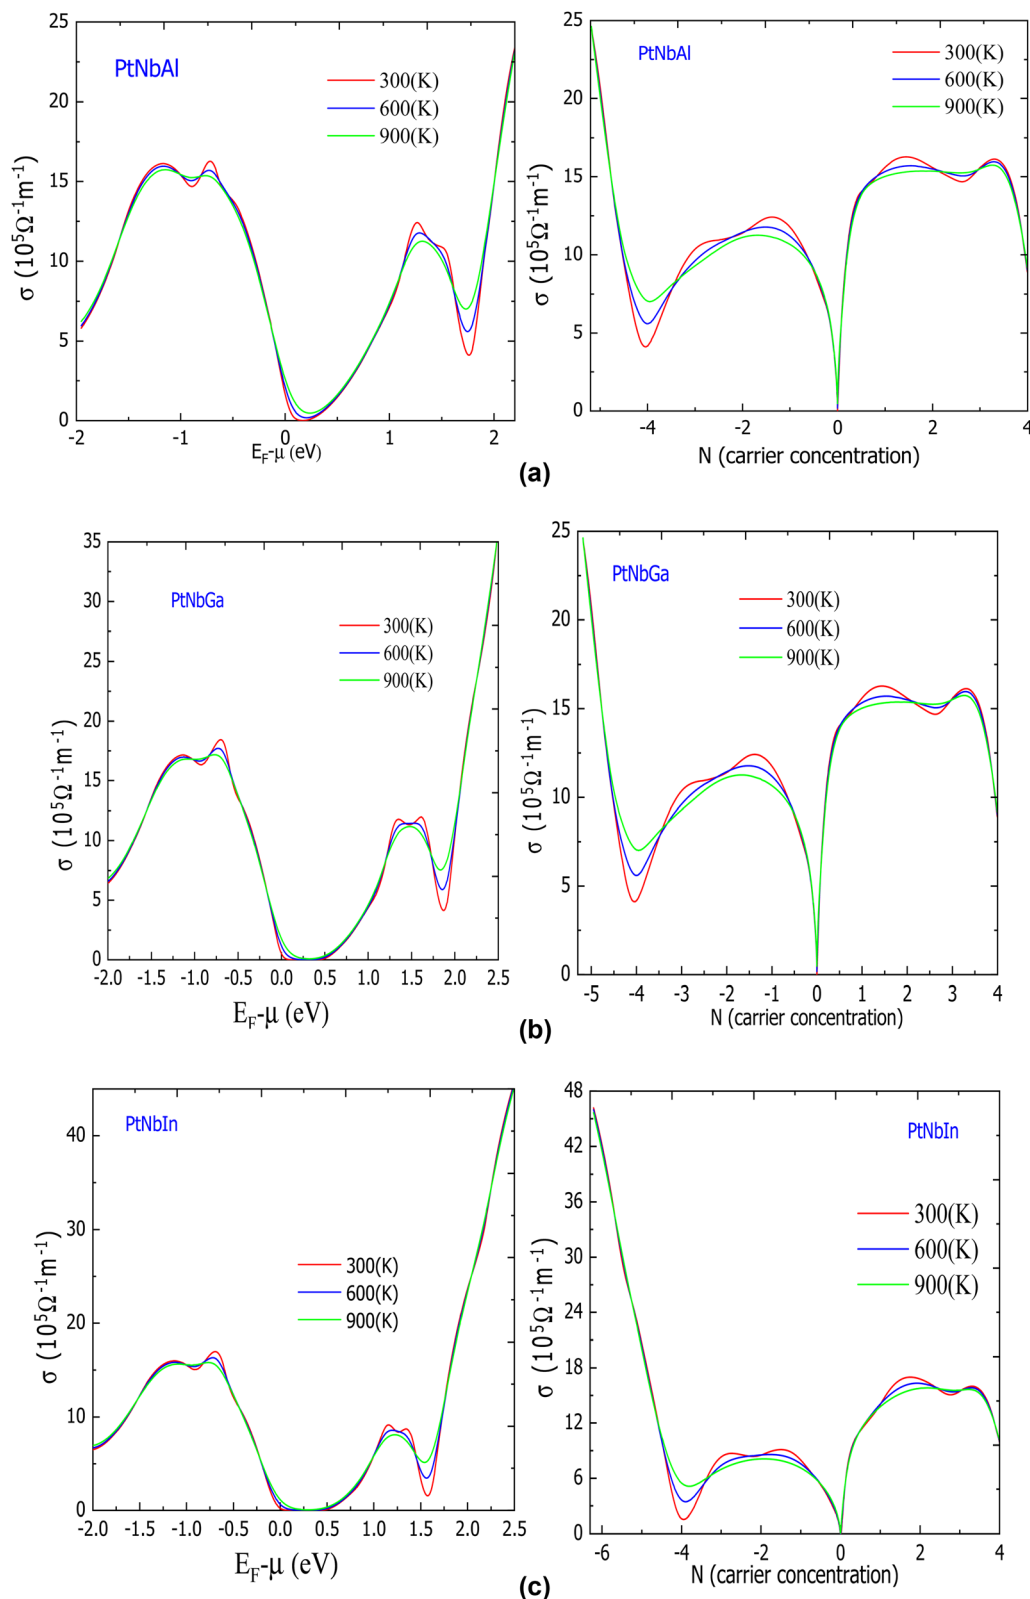 25
20
15
10
5
0
PtNbAl
300(K)
600(K)
900(K)
σ (10⁵Ω⁻¹m⁻¹)
-2 -1 0 1 2
E_F-μ (eV)
25
20
15
10
5
0
PtNbAl
300(K)
600(K)
900(K)
σ (10⁵Ω⁻¹m⁻¹)
-4 -2 0 2 4
N (carrier concentration)
(a)
35
30
25
20
15
10
5
0
PtNbGa
300(K)
600(K)
900(K)
σ (10⁵Ω⁻¹m⁻¹)
-2.0 -1.5 -1.0 -0.5 0.0 0.5 1.0 1.5 2.0 2.5
E_F-μ (eV)
25
20
15
10
5
0
PtNbGa
300(K)
600(K)
900(K)
σ (10⁵Ω⁻¹m⁻¹)
-5 -4 -3 -2 -1 0 1 2 3 4
N (carrier concentration)
(b)
40
30
20
10
0
PtNbIn
300(K)
600(K)
900(K)
σ (10⁵Ω⁻¹m⁻¹)
-2.0 -1.5 -1.0 -0.5 0.0 0.5 1.0 1.5 2.0 2.5
E_F-μ (eV)
48
42
36
30
24
18
12
6
0
PtNbIn
300(K)
600(K)
900(K)
σ (10⁵Ω⁻¹m⁻¹)
-6 -4 -2 0 2 4
N (carrier concentration)
(c)